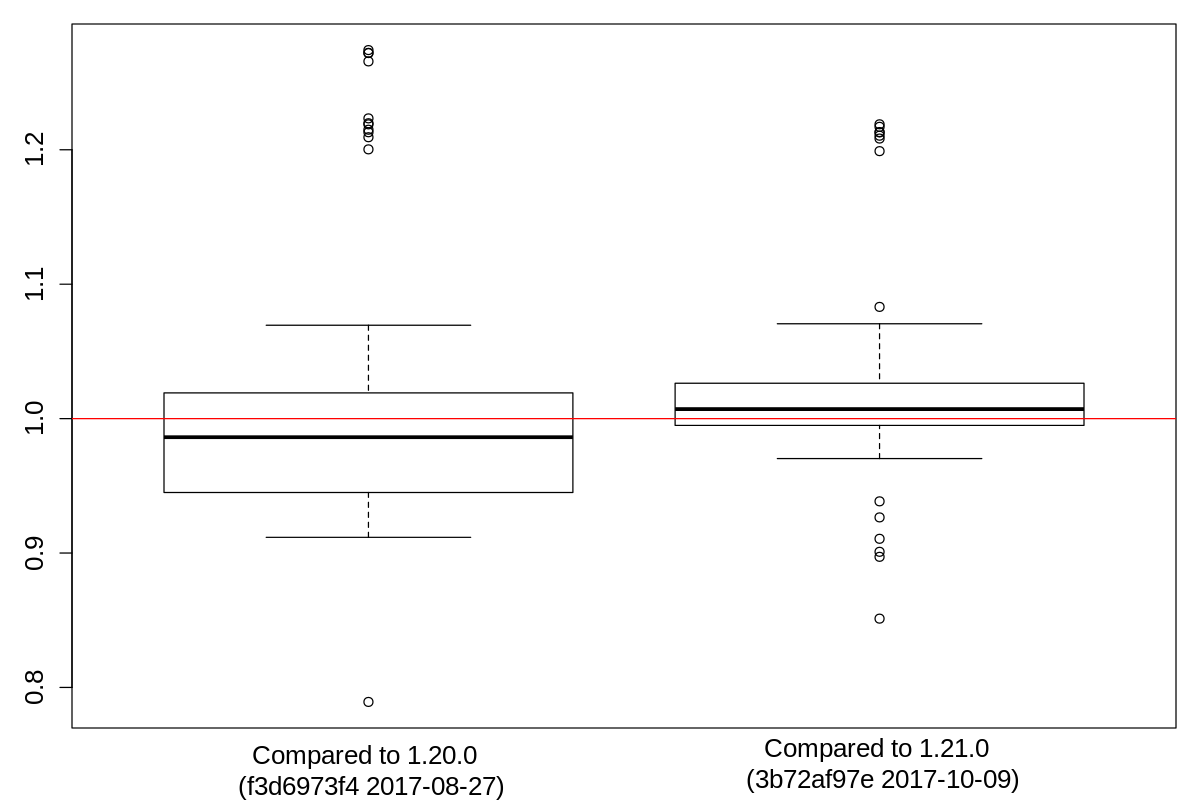 1.2
1.1
1.0
0.9
0.8
Compared to 1.20.0
(f3d6973f4 2017-08-27)
Compared to 1.21.0
(3b72af97e 2017-10-09)